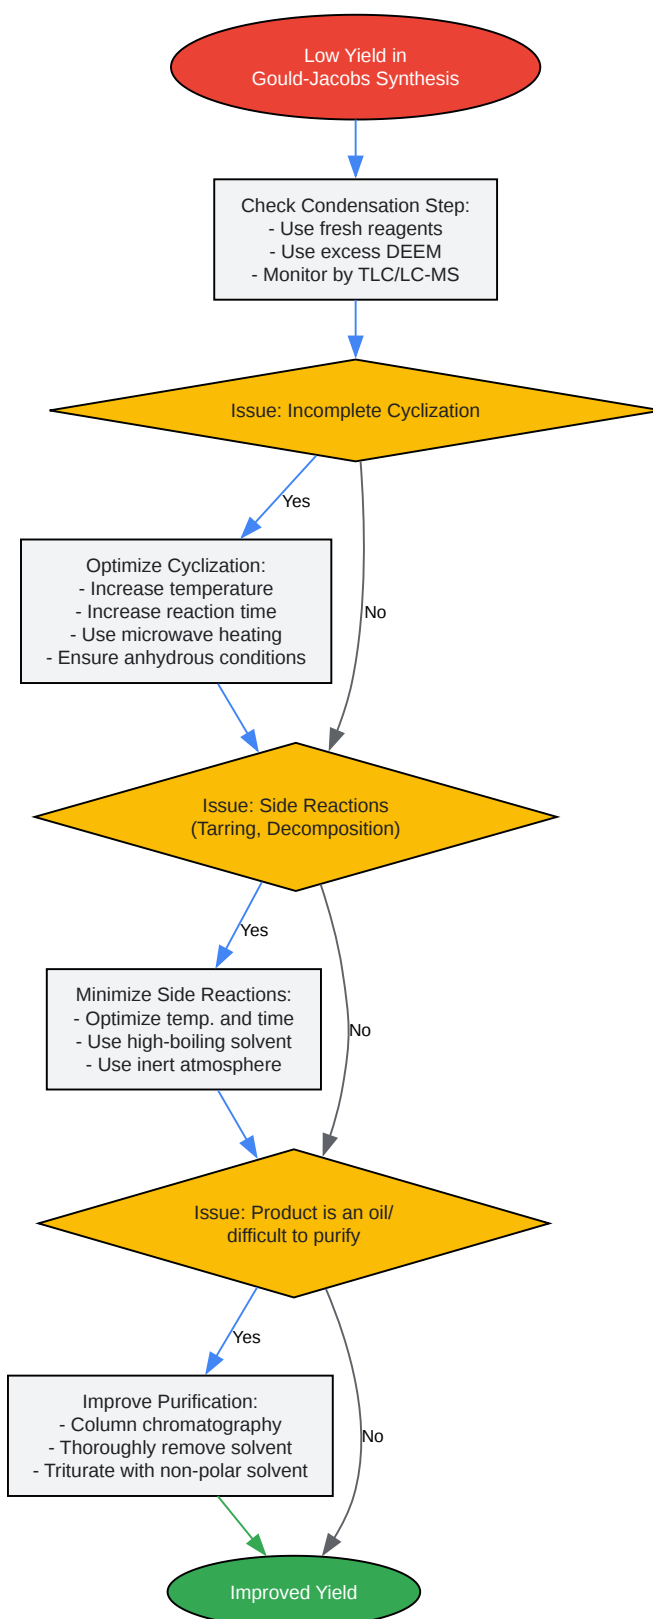 Low Yield in
Gould-Jacobs Synthesis
Check Condensation Step:
- Use fresh reagents
- Use excess DEEM
- Monitor by TLC/LC-MS
Issue: Incomplete Cyclization
Yes
Optimize Cyclization:
- Increase temperature
- Increase reaction time
- Use microwave heating
- Ensure anhydrous conditions
No
Issue: Side Reactions
(Tarring, Decomposition)
Yes
Minimize Side Reactions:
- Optimize temp. and time
- Use high-boiling solvent
- Use inert atmosphere
No
Issue: Product is an oil/
difficult to purify
Yes
Improve Purification:
- Column chromatography
- Thoroughly remove solvent
- Triturate with non-polar solvent
No
Improved Yield